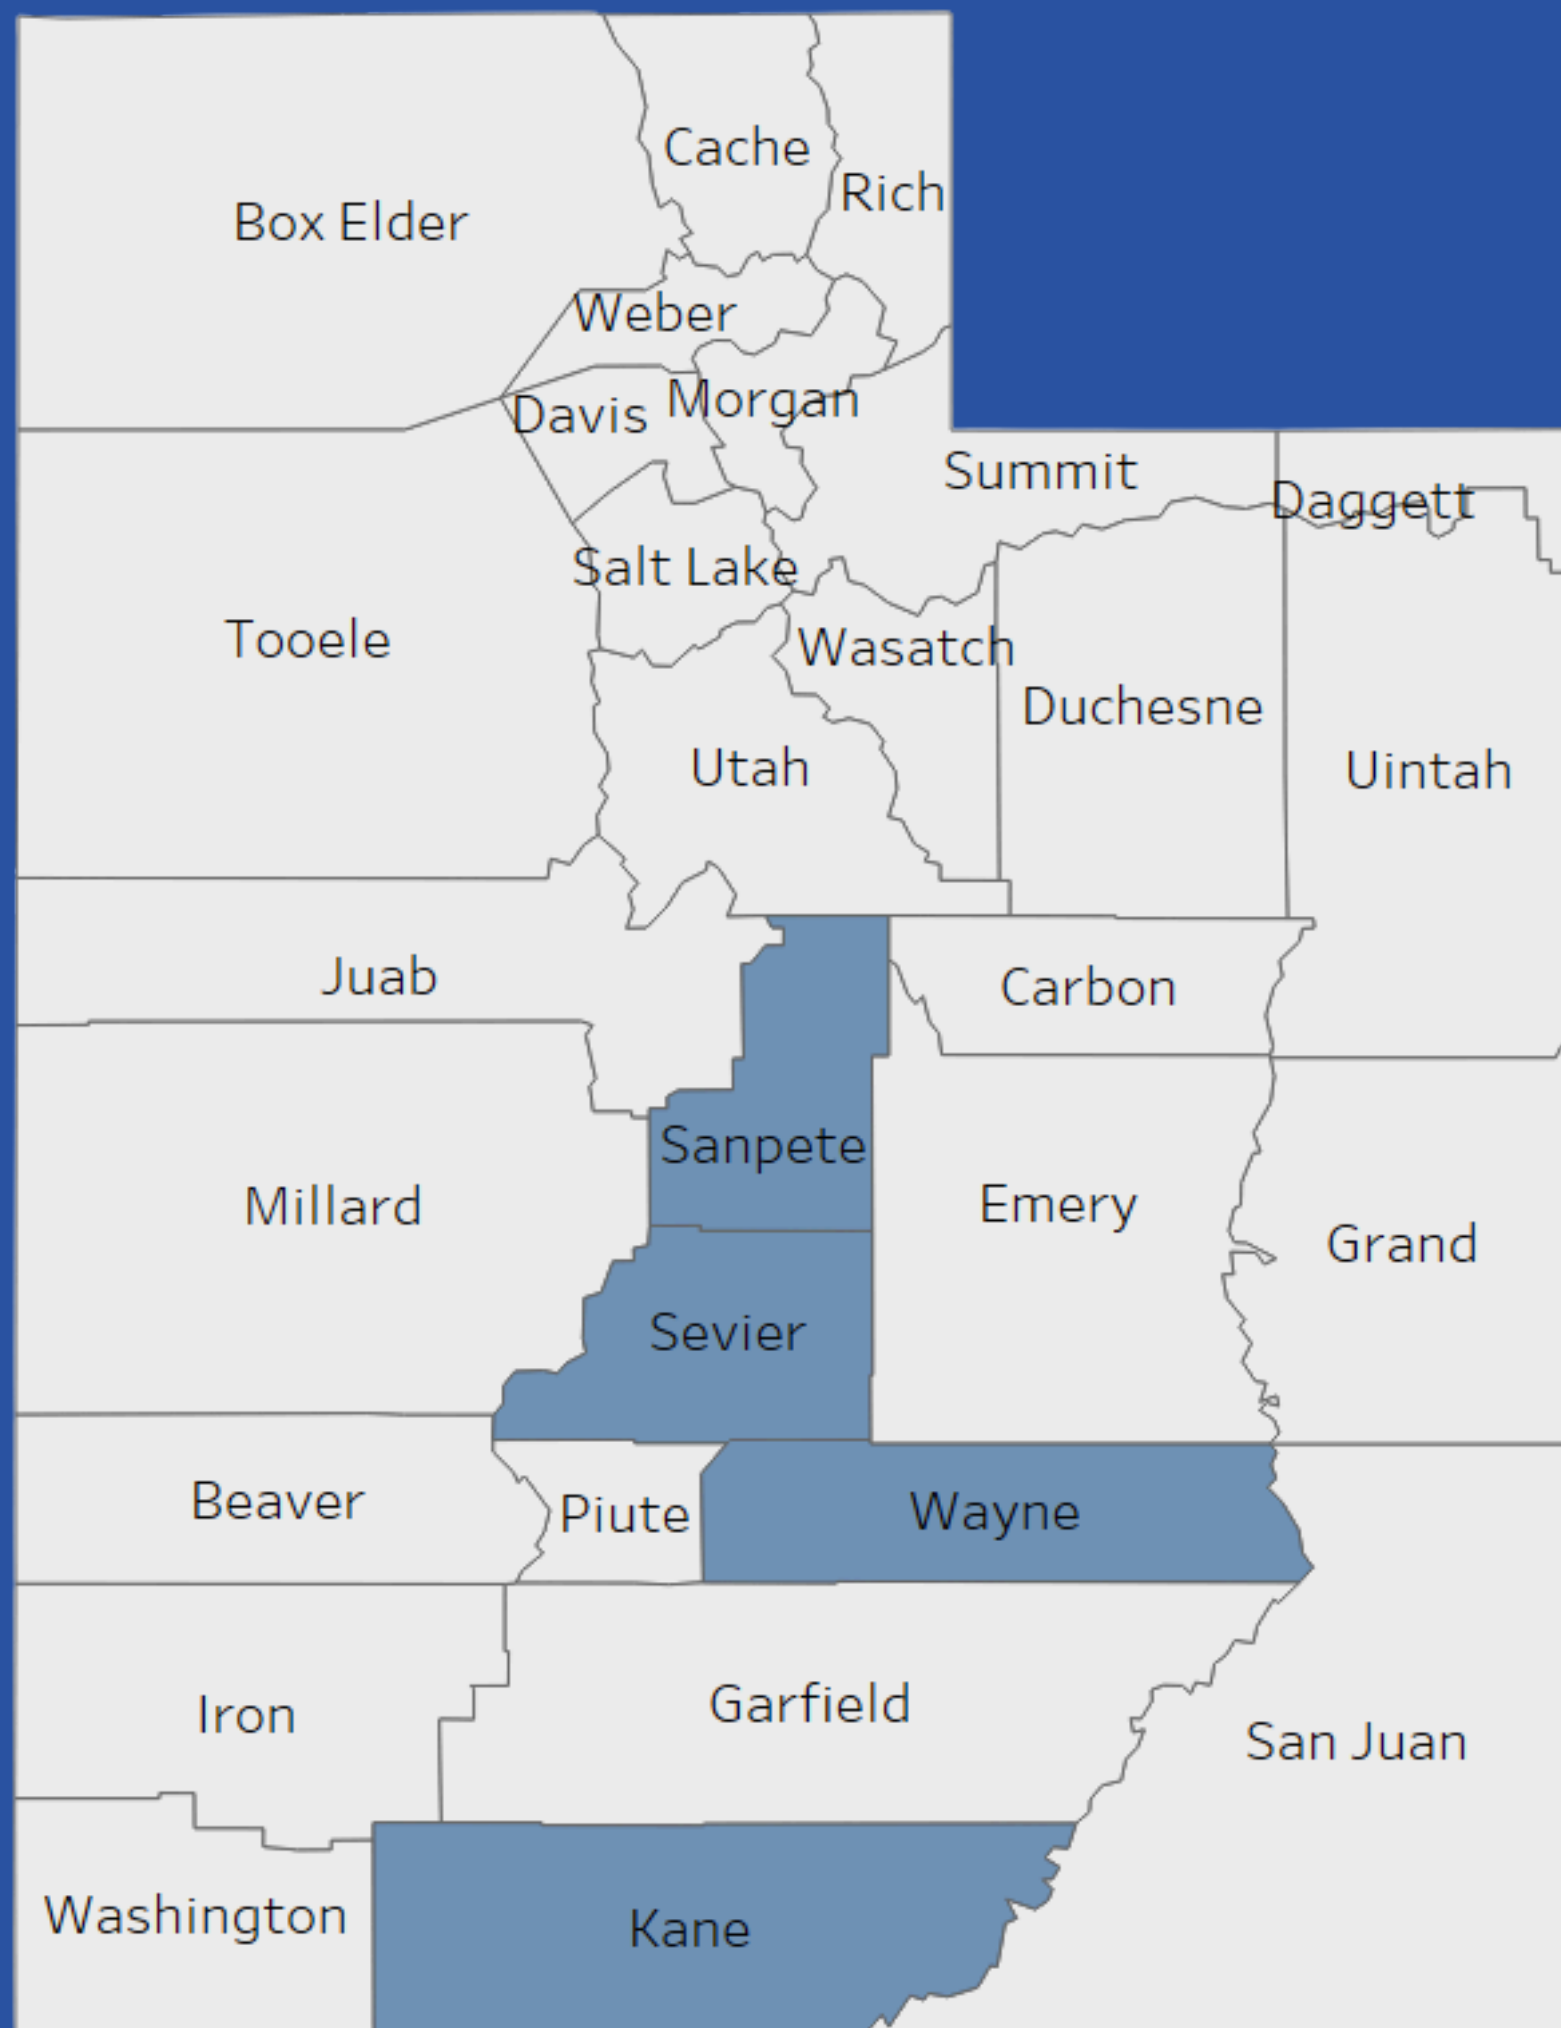 Cache
Rich
Box Elder
Weber
Morgan
Davis
Summit
Daggett
Salt Lake
Tooele
Wasatch
Duchesne
Utah
Uintah
Juab
Carbon
Sanpete
Millard
Emery
Grand
Sevier
Beaver
Piute
Wayne
Iron
Garfield
San Juan
Washington
Kane